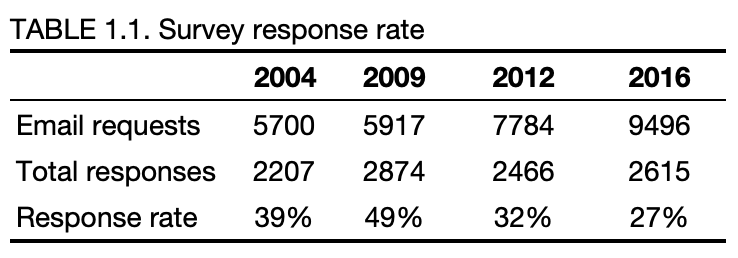 TABLE 1.1. Survey response rate
2004 2009 2012 2016
Email requests 5700 5917 7784 9496
Total responses 2207 2874 2466 2615
Response rate 39% 49% 32% 27%